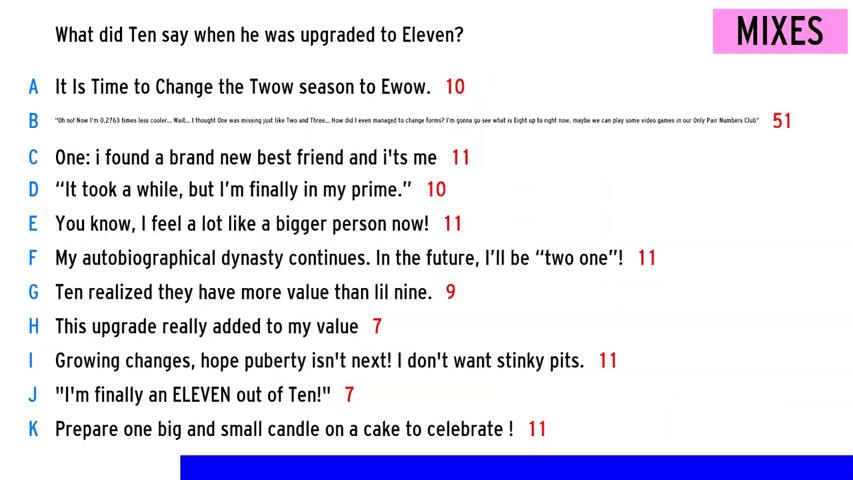 What did Ten say when he was upgraded to Eleven?
MIXES
A It Is Time to Change the Twow season to Ewow. 10
B "Oh no! Now I'm 0,2763 times less cooler... Wait... I thought One was missing just like Two and Three... How did I even managed to change forms? I'm gonna go see what is Eight up to right now, maybe we can play some video games in our Only Pair Numbers Club" 51
C One: i found a brand new best friend and i'ts me 11
D “It took a while, but I’m finally in my prime.” 10
E You know, I feel a lot like a bigger person now! 11
F My autobiographical dynasty continues. In the future, I’ll be “two one”! 11
G Ten realized they have more value than lil nine. 9
H This upgrade really added to my value 7
I Growing changes, hope puberty isn't next! I don't want stinky pits. 11
J "I'm finally an ELEVEN out of Ten!" 7
K Prepare one big and small candle on a cake to celebrate ! 11